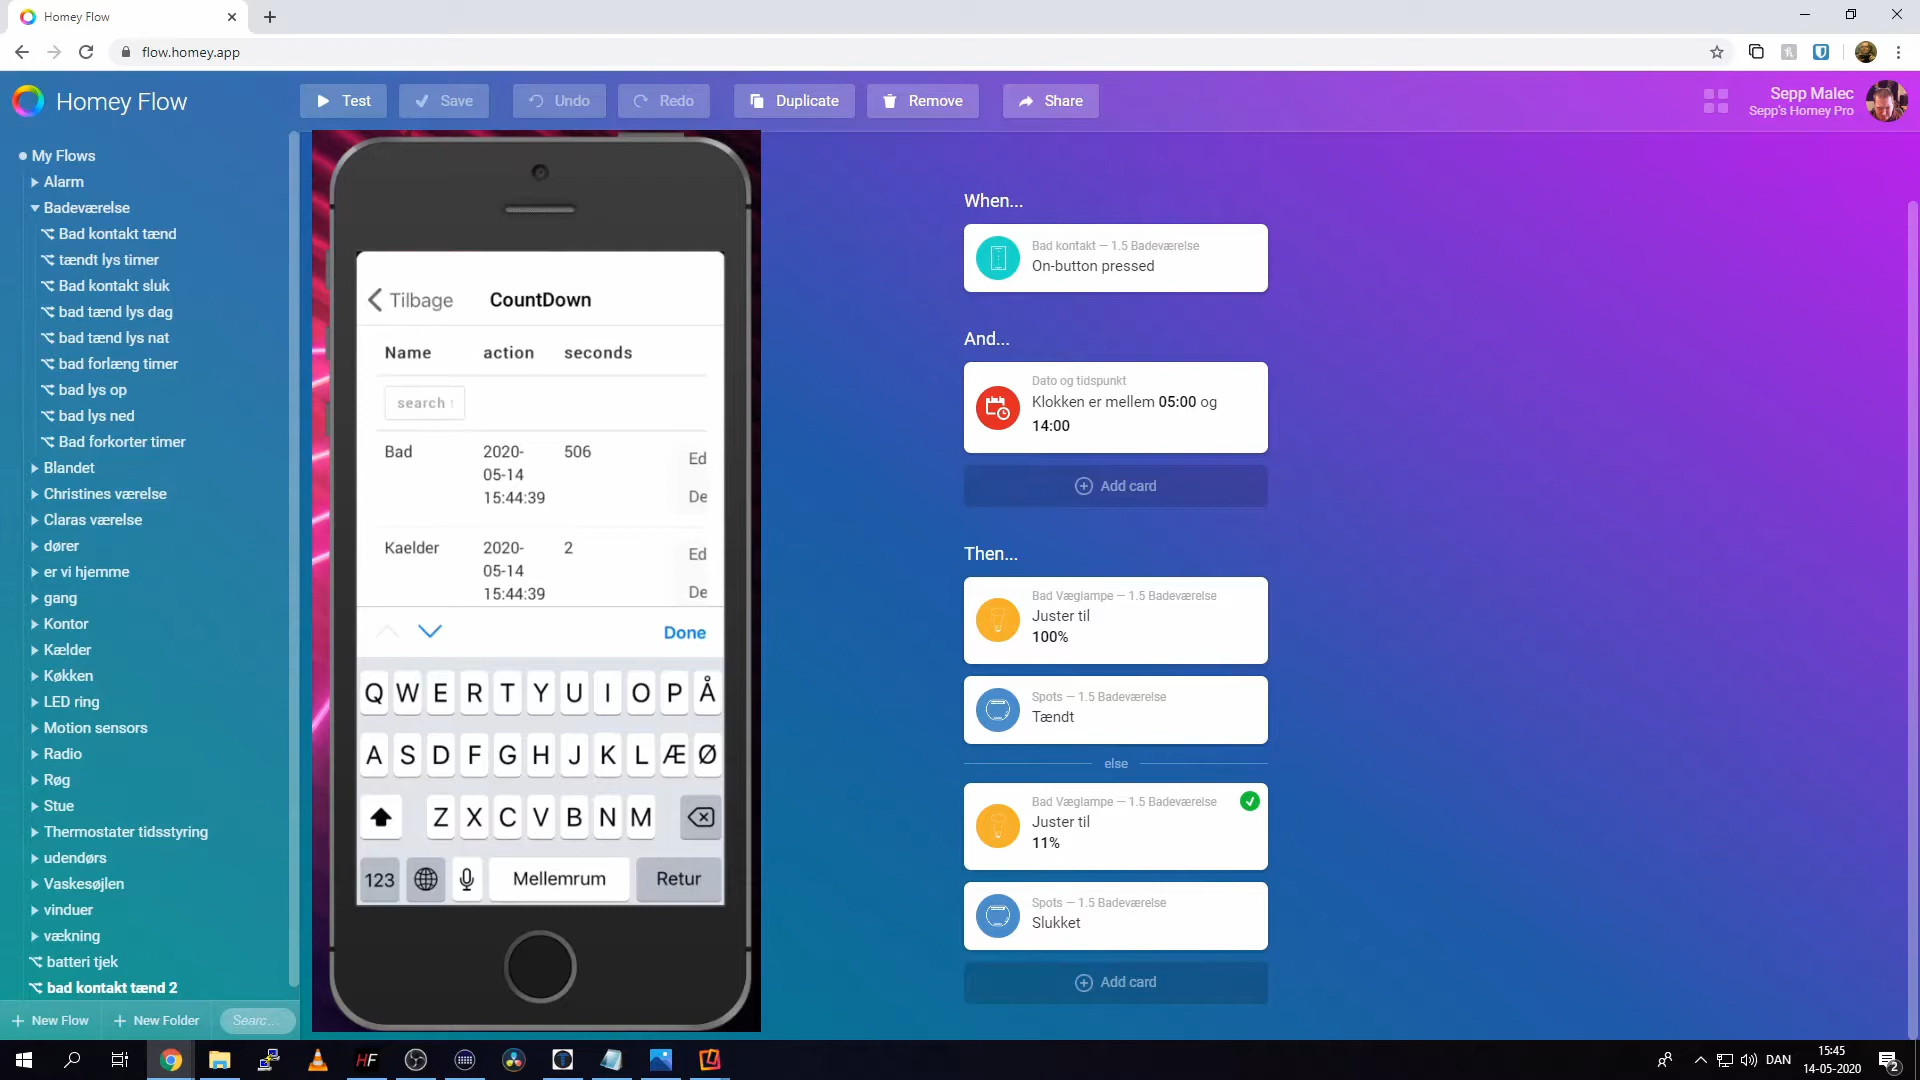 Homey Flow
flow.homey.app
Homey Flow
Test
Save
Undo
Redo
Duplicate
Remove
Share
Sepp Malec
Sepp's Homey Pro
My Flows
Alarm
Badeværelse
Bad kontakt tænd
tændt lys timer
Bad kontakt sluk
bad tænd lys dag
bad tænd lys nat
bad forlæng timer
bad lys op
bad lys ned
Bad forkorter timer
Blandet
Christines værelse
Claras værelse
dører
er vi hjemme
gang
Kontor
Kælder
Køkken
LED ring
Motion sensors
Radio
Røg
Stue
Thermostater tidsstyring
udendørs
Vaskesøjlen
vinduer
vækning
batteri tjek
bad kontakt tænd 2
New Flow
New Folder
Searc...
Tilbage
CountDown
Name action seconds
search
Bad 2020- 506 Ed
05-14
15:44:39 De
Kaelder 2020- 2 Ed
05-14
15:44:39 De
Done
Q W E R T Y U I O P Å
A S D F G H J K L Æ Ø
Z X C V B N M
123 Mellemrum Retur
When...
Bad kontakt — 1.5 Badeværelse
On-button pressed
And...
Dato og tidspunkt
Klokken er mellem 05:00 og
14:00
Add card
Then...
Bad Væglampe — 1.5 Badeværelse
Juster til
100%
Spots — 1.5 Badeværelse
Tændt
else
Bad Væglampe — 1.5 Badeværelse
Juster til
11%
Spots — 1.5 Badeværelse
Slukket
Add card
HF
DAN
15:45
14-05-2020
2